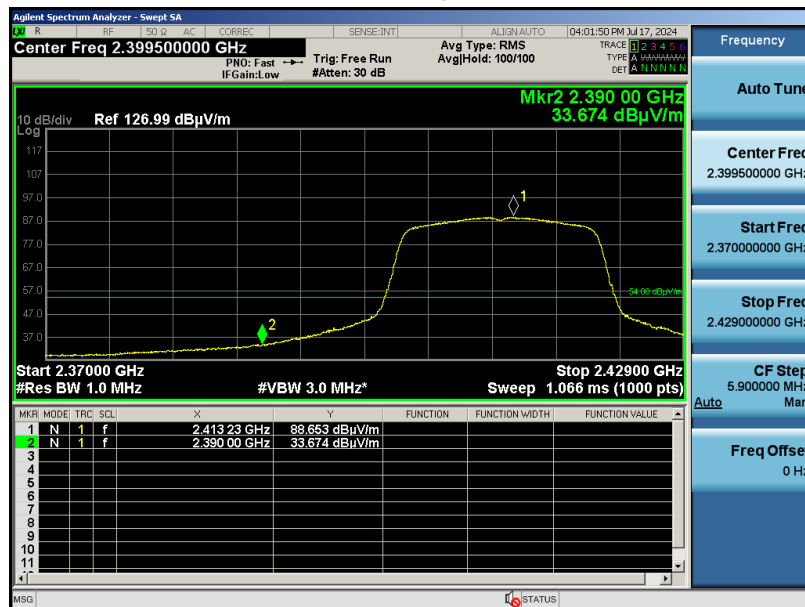 Agilent Spectrum Analyzer - Swept SA
LXI R RF 50 Ω AC CORREC SENSE:INT ALIGN AUTO 04:01:50 PM Jul 17, 2024
Center Freq 2.399500000 GHz
PNO: Fast
IFGain:Low
Trig: Free Run
#Atten: 30 dB
Avg Type: RMS
Avg|Hold: 100/100
TRACE 1 2 3 4 5 6
TYPE A WWWWW
DET A N N N N N
Mkr2 2.390 00 GHz
33.674 dBµV/m
10 dB/div Ref 126.99 dBµV/m
Log
117
107
97.0
87.0
77.0
67.0
57.0
47.0
37.0
1
2
54.00 dBµV/m
Start 2.37000 GHz Stop 2.42900 GHz
#Res BW 1.0 MHz #VBW 3.0 MHz* Sweep 1.066 ms (1000 pts)
MKR MODE TRC SCL X Y FUNCTION FUNCTION WIDTH FUNCTION VALUE
1 N 1 f 2.413 23 GHz 88.653 dBµV/m
2 N 1 f 2.390 00 GHz 33.674 dBµV/m
3
4
5
6
7
8
9
10
11
MSG STATUS
Frequency
Auto Tune
Center Freq
2.399500000 GHz
Start Freq
2.370000000 GHz
Stop Freq
2.429000000 GHz
CF Step
5.900000 MHz
Auto Man
Freq Offset
0 Hz